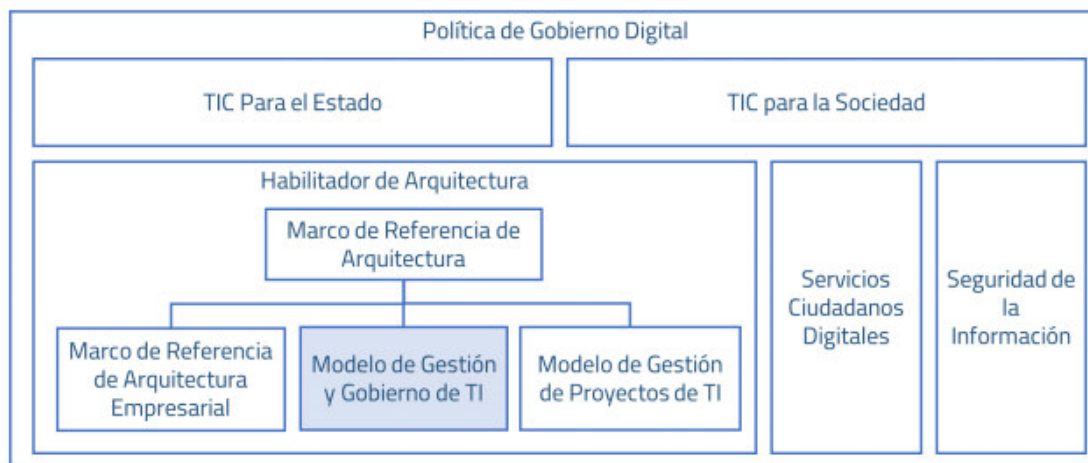 Política de Gobierno Digital
TIC Para el Estado
TIC para la Sociedad
Habilitador de Arquitectura
Marco de Referencia de
Arquitectura
Marco de Referencia
de Arquitectura
Empresarial
Modelo de Gestión
y Gobierno de TI
Modelo de Gestión
de Proyectos de TI
Servicios
Ciudadanos
Digitales
Seguridad de
la
Información